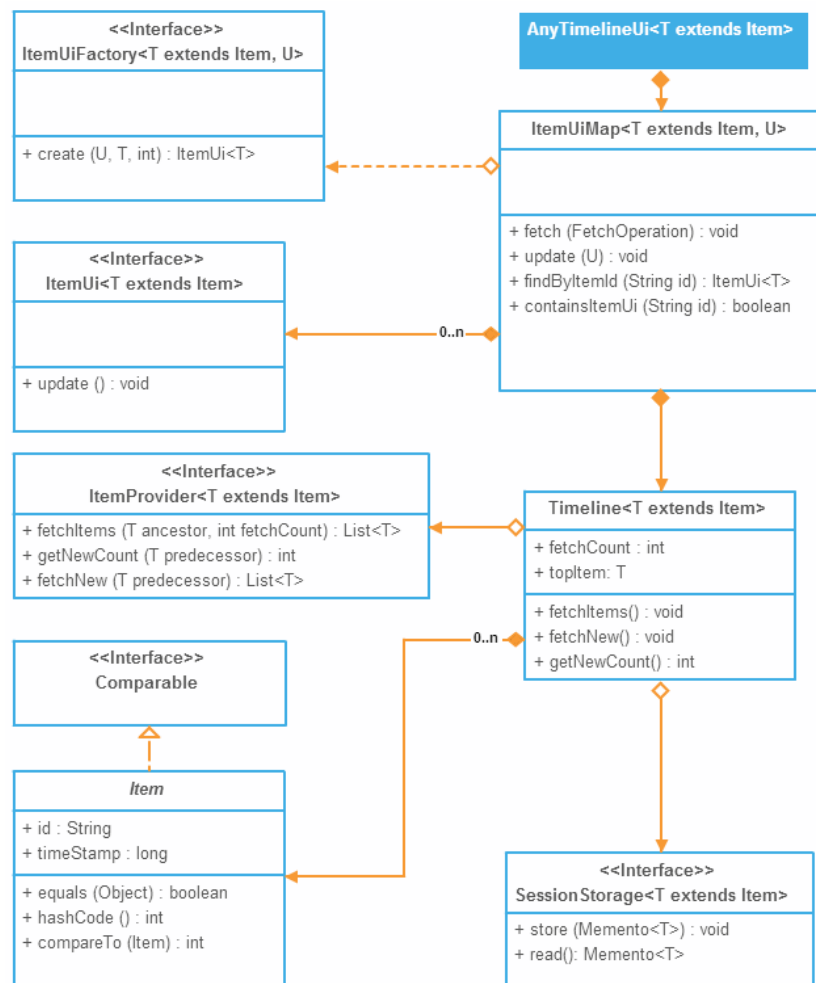 <<Interface>>
ItemUiFactory<T extends Item, U>
+ create (U, T, int) : ItemUi<T>
AnyTimelineUi<T extends Item>
ItemUiMap<T extends Item, U>
+ fetch (FetchOperation) : void
+ update (U) : void
+ findByItemId (String id) : ItemUi<T>
+ containsItemUi (String id) : boolean
<<Interface>>
ItemUi<T extends Item>
+ update () : void
0..n
<<Interface>>
ItemProvider<T extends Item>
+ fetchItems (T ancestor, int fetchCount) : List<T>
+ getNewCount (T predecessor) : int
+ fetchNew (T predecessor) : List<T>
Timeline<T extends Item>
+ fetchCount : int
+ topItem: T
+ fetchItems() : void
+ fetchNew() : void
+ getNewCount() : int
0..n
<<Interface>>
Comparable
Item
+ id : String
+ timeStamp : long
+ equals (Object) : boolean
+ hashCode () : int
+ compareTo (Item) : int
<<Interface>>
SessionStorage<T extends Item>
+ store (Memento<T>) : void
+ read(): Memento<T>